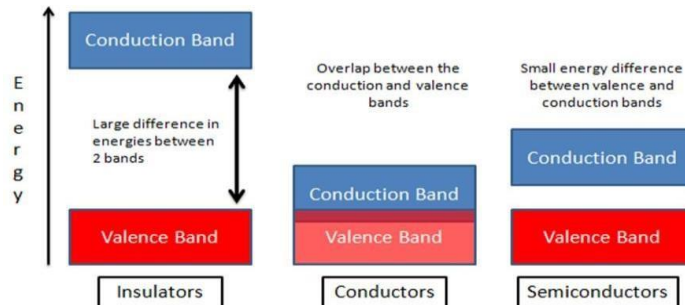 Energy
Conduction Band
Large difference in
energies between
2 bands
Valence Band
Insulators
Overlap between the
conduction and valence
bands
Conduction Band
Valence Band
Conductors
Small energy difference
between valence and
conduction bands
Conduction Band
Valence Band
Semiconductors